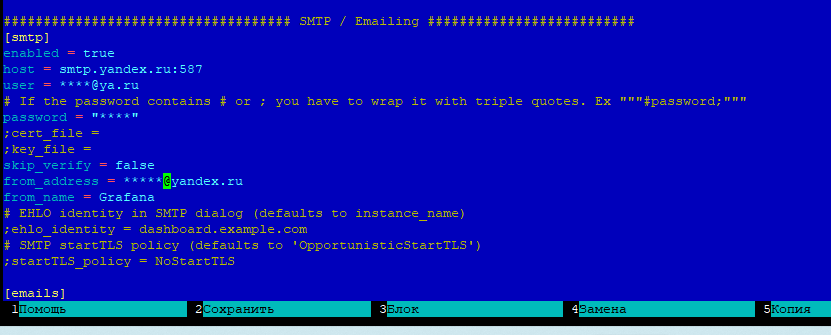 ##################################### SMTP / Emailing ##########################
[smtp]
enabled = true
host = smtp.yandex.ru:587
user = ****@ya.ru
# If the password contains # or ; you have to wrap it with triple quotes. Ex """#password;"""
password = "****"
;cert_file =
;key_file =
skip_verify = false
from_address = *****@yandex.ru
from_name = Grafana
# EHLO identity in SMTP dialog (defaults to instance_name)
;ehlo_identity = dashboard.example.com
# SMTP startTLS policy (defaults to 'OpportunisticStartTLS')
;startTLS_policy = NoStartTLS
[emails]
1Помощь 2Сохранить 3Блок 4Замена 5Копия